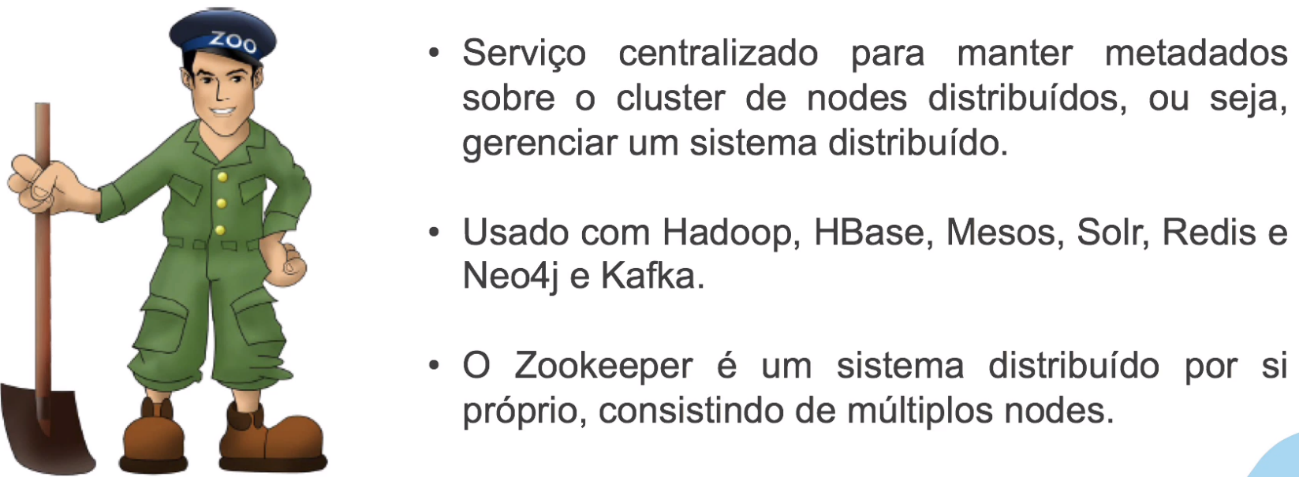 ZOO
• Serviço centralizado para manter metadados
sobre o cluster de nodes distribuídos, ou seja,
gerenciar um sistema distribuído.
• Usado com Hadoop, HBase, Mesos, Solr, Redis e
Neo4j e Kafka.
• O Zookeeper é um sistema distribuído por si
próprio, consistindo de múltiplos nodes.